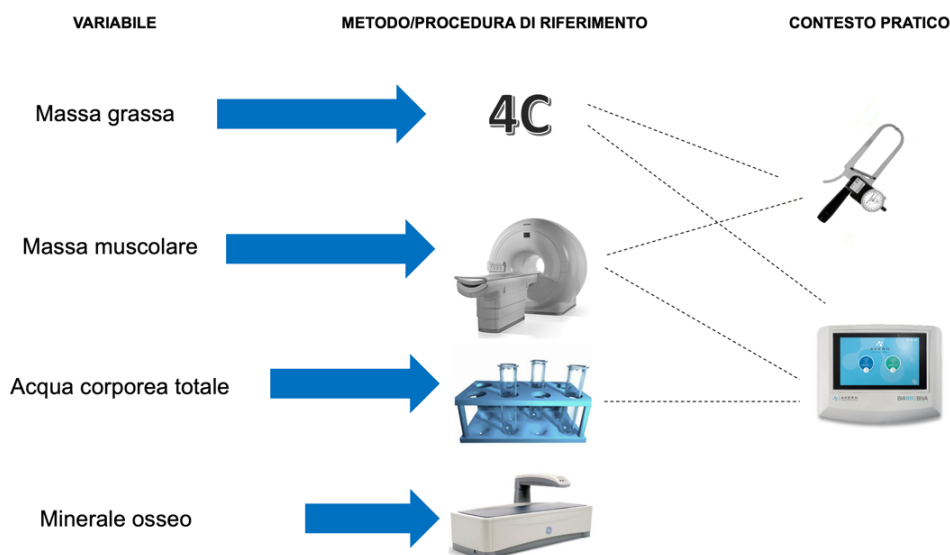 VARIABILE
METODO/PROCEDURA DI RIFERIMENTO
CONTESTO PRATICO
Massa grassa
4C
Massa muscolare
Acqua corporea totale
Minerale osseo